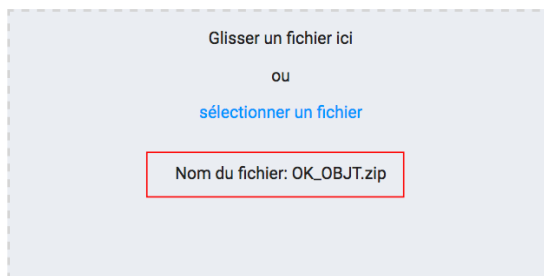 Glisser un fichier ici
ou
sélectionner un fichier
Nom du fichier: OK_OBJT.zip